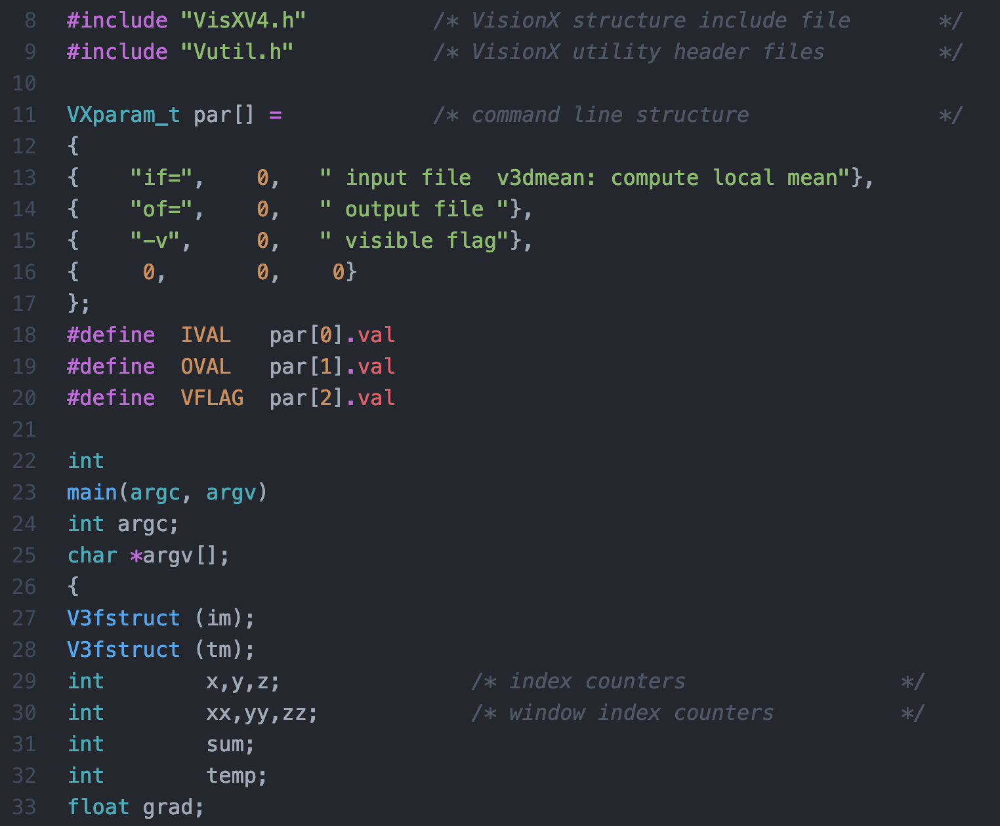 8 #include "VisXV4.h" /* VisionX structure include file */
9 #include "Vutil.h" /* VisionX utility header files */
10
11 VXparam_t par[] = /* command line structure */
12 {
13 { "if=", 0, " input file  v3dmean: compute local mean"},
14 { "of=", 0, " output file "},
15 { "-v", 0, " visible flag"},
16 { 0, 0, 0}
17 };
18 #define IVAL par[0].val
19 #define OVAL par[1].val
20 #define VFLAG par[2].val
21
22 int
23 main(argc, argv)
24 int argc;
25 char *argv[];
26 {
27 V3fstruct (im);
28 V3fstruct (tm);
29 int x,y,z; /* index counters */
30 int xx,yy,zz; /* window index counters */
31 int sum;
32 int temp;
33 float grad;